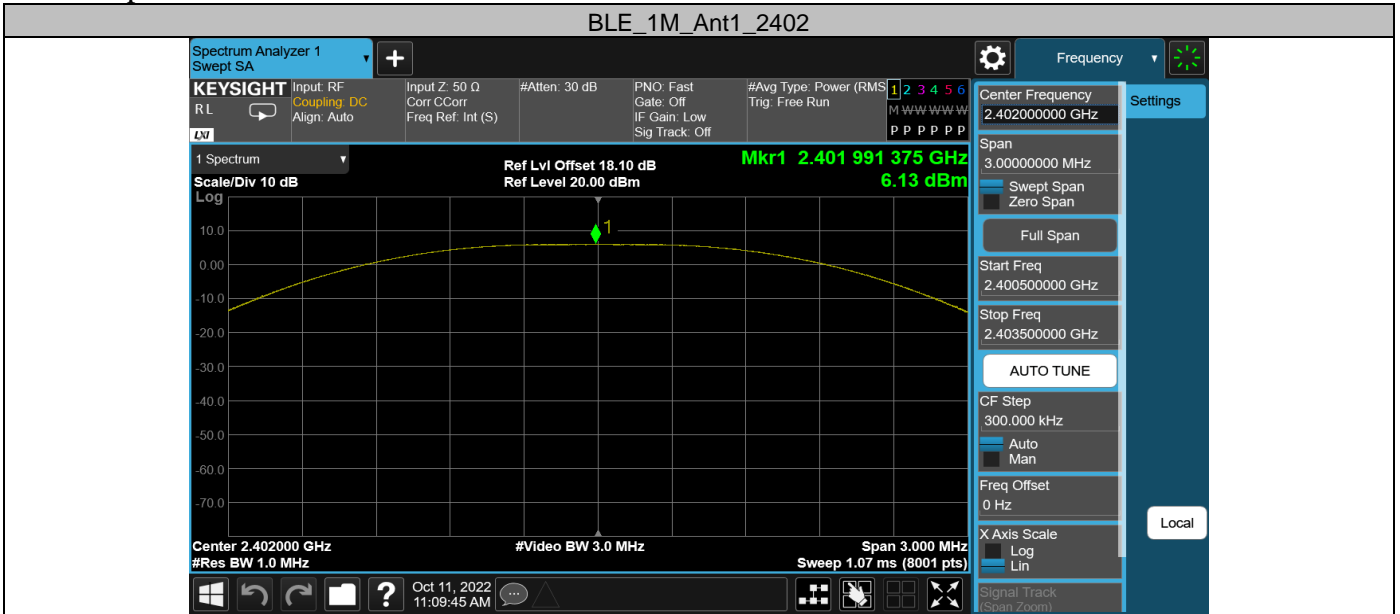 BLE_1M_Ant1_2402
Spectrum Analyzer 1
Swept SA
Frequency
KEYSIGHT
RL
LXI
Input: RF
Coupling: DC
Align: Auto
Input Z: 50 Ω
Corr CCorr
Freq Ref: Int (S)
#Atten: 30 dB
PNO: Fast
Gate: Off
IF Gain: Low
Sig Track: Off
#Avg Type: Power (RMS
Trig: Free Run
1 2 3 4 5 6
M W W W W W
P P P P P P
1 Spectrum
Scale/Div 10 dB
Log
Ref Lvl Offset 18.10 dB
Ref Level 20.00 dBm
Mkr1 2.401 991 375 GHz
6.13 dBm
1
10.0
0.00
-10.0
-20.0
-30.0
-40.0
-50.0
-60.0
-70.0
Center 2.402000 GHz
#Res BW 1.0 MHz
#Video BW 3.0 MHz
Span 3.000 MHz
Sweep 1.07 ms (8001 pts)
Oct 11, 2022
11:09:45 AM
Center Frequency
2.402000000 GHz
Span
3.00000000 MHz
Swept Span
Zero Span
Full Span
Start Freq
2.400500000 GHz
Stop Freq
2.403500000 GHz
AUTO TUNE
CF Step
300.000 kHz
Auto
Man
Freq Offset
0 Hz
X Axis Scale
Log
Lin
Signal Track
(Span Zoom)
Settings
Local